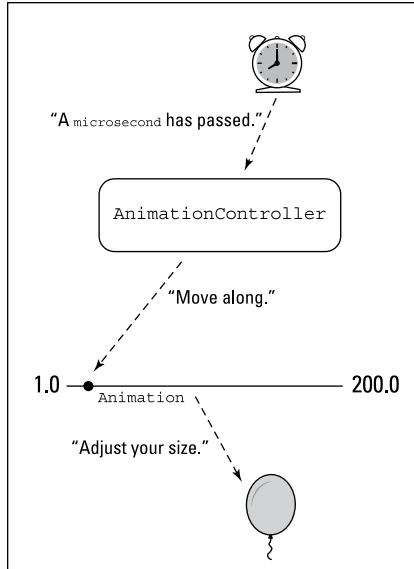 “A microsecond has passed.”
AnimationController
“Move along.”
1.0 200.0
Animation
“Adjust your size.”